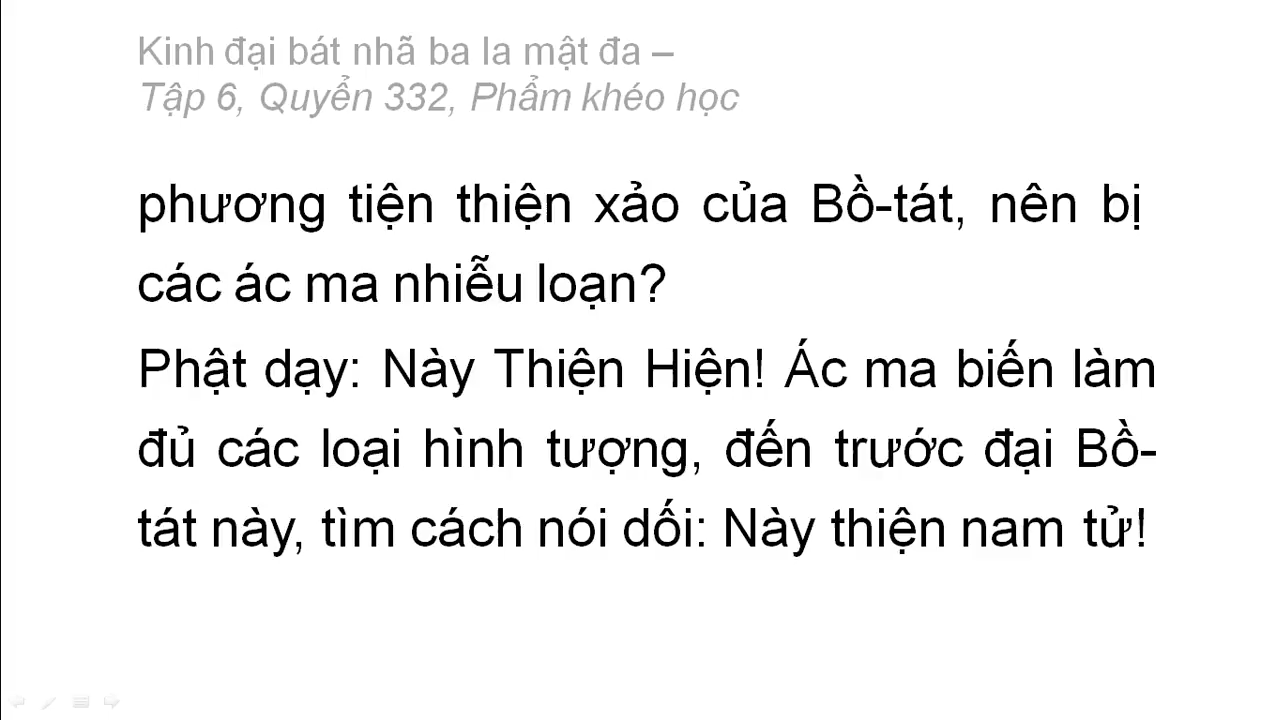 Kinh đại bát nhã ba la mật đa –
Tập 6, Quyển 332, Phẩm khéo học
phương tiện thiện xảo của Bồ-tát, nên bị
các ác ma nhiễu loạn?
Phật dạy: Này Thiện Hiện! Ác ma biến làm
đủ các loại hình tượng, đến trước đại Bồ-
tát này, tìm cách nói dối: Này thiện nam tử!